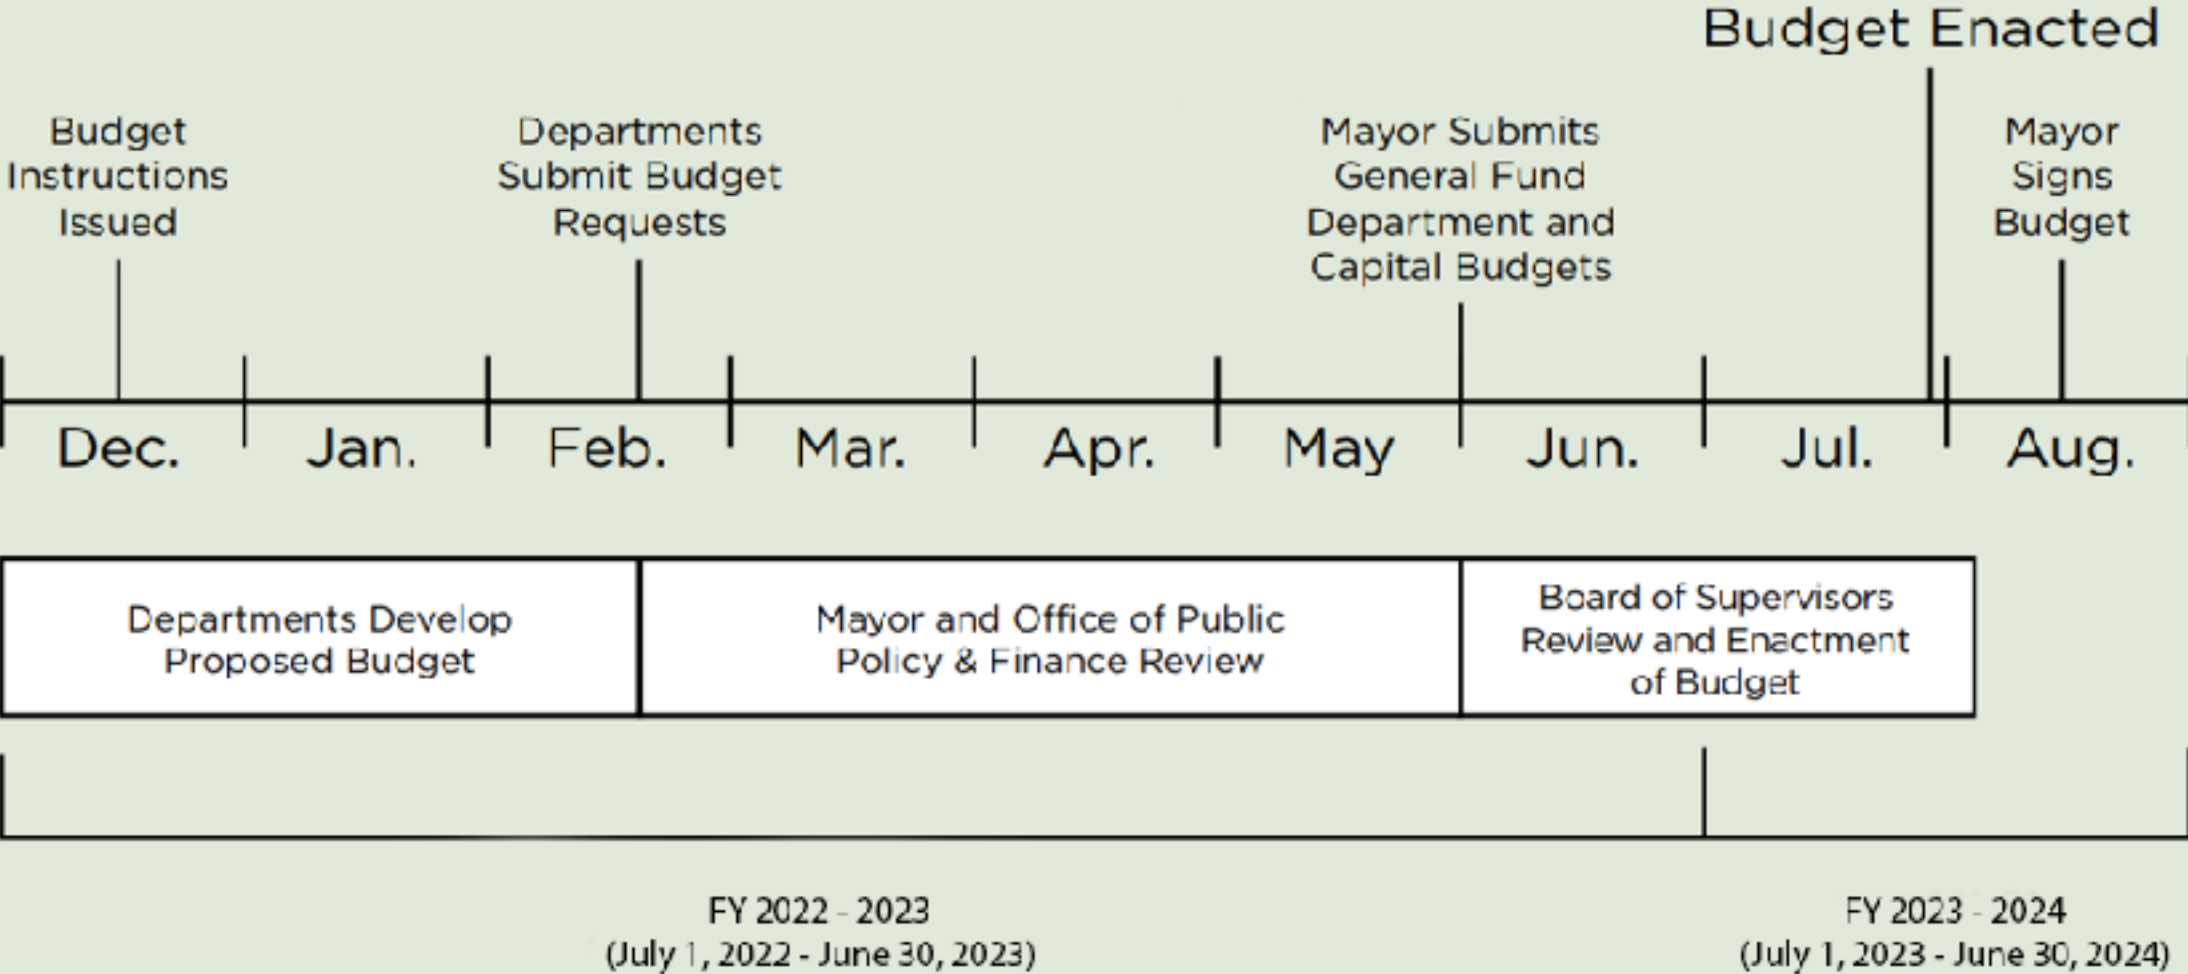 Budget Enacted
Budget
Instructions
Issued
Departments
Submit Budget
Requests
Mayor Submits
General Fund
Department and
Capital Budgets
Mayor
Signs
Budget
Dec.
Jan.
Feb.
Mar.
Apr.
May
Jun.
Jul.
Aug.
Departments Develop
Proposed Budget
Mayor and Office of Public
Policy & Finance Review
Board of Supervisors
Review and Enactment
of Budget
FY 2022 - 2023
(July 1, 2022 - June 30, 2023)
FY 2023 - 2024
(July 1, 2023 - June 30, 2024)